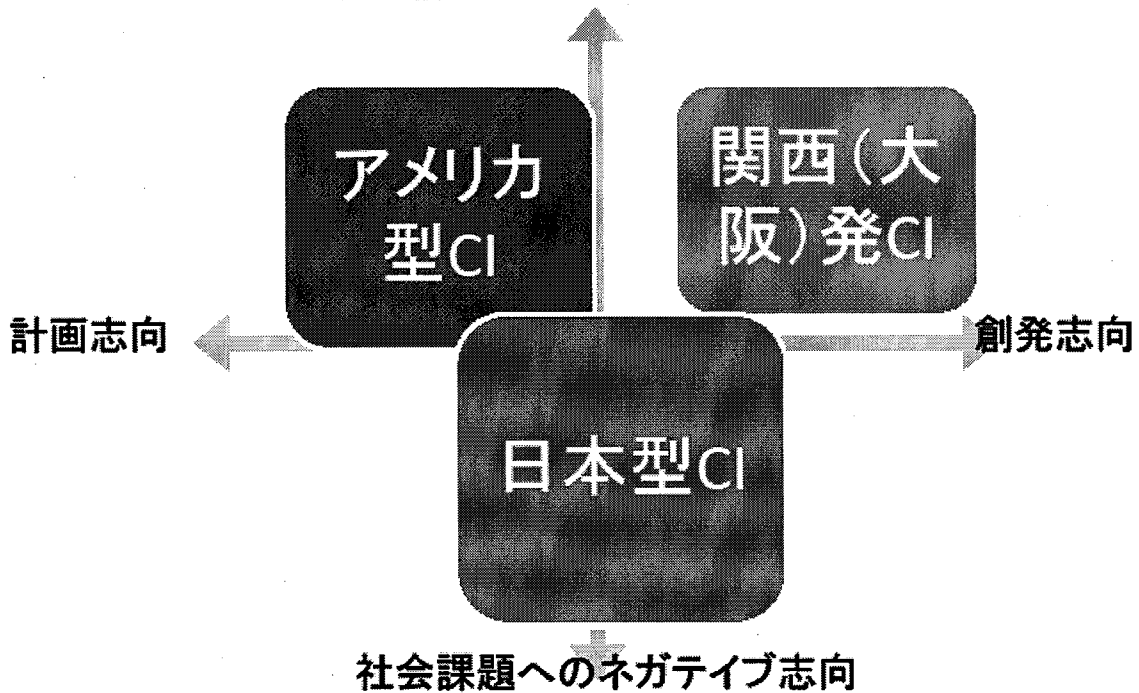 アメリカ
型CI
関西(大
阪)発CI
計画志向
創発志向
日本型CI
社会課題へのネガテイブ志向